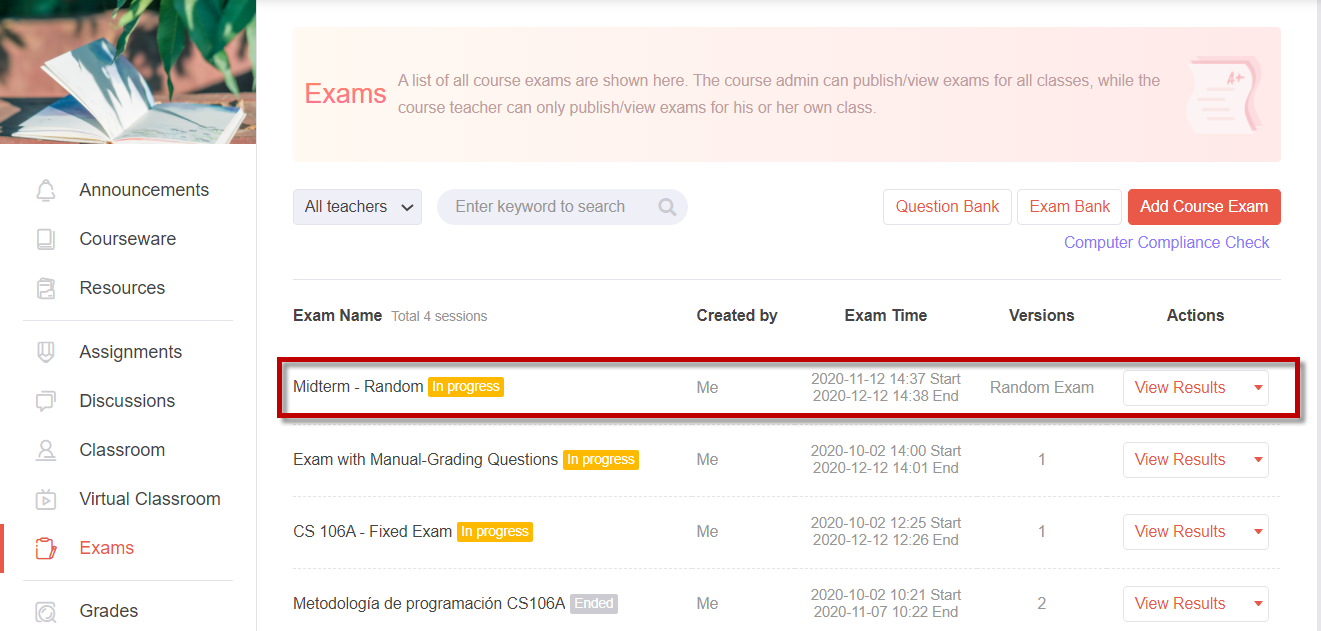 Exams
A list of all course exams are shown here. The course admin can publish/view exams for all classes, while the
course teacher can only publish/view exams for his or her own class.
A+
Announcements
Courseware
Resources
Assignments
Discussions
Classroom
Virtual Classroom
Exams
Grades
All teachers
Enter keyword to search
Question Bank
Exam Bank
Add Course Exam
Computer Compliance Check
Exam Name Total 4 sessions Created by Exam Time Versions Actions
Midterm - Random In progress Me 2020-11-12 14:37 Start Random Exam View Results
2020-12-12 14:38 End
Exam with Manual-Grading Questions In progress Me 2020-10-02 14:00 Start 1 View Results
2020-12-12 14:01 End
CS 106A - Fixed Exam In progress Me 2020-10-02 12:25 Start 1 View Results
2020-12-12 12:26 End
Metodología de programación CS106A Ended Me 2020-10-02 10:21 Start 2 View Results
2020-11-07 10:22 End